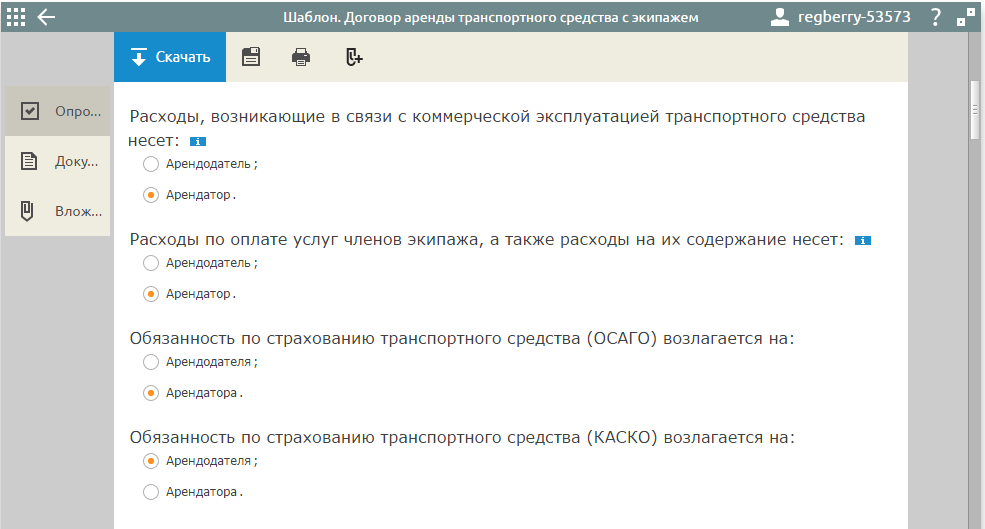 Шаблон. Договор аренды транспортного средства с экипажем
regberry-53573
?
Скачать
Опро...
Доку...
Влож...
Расходы, возникающие в связи с коммерческой эксплуатацией транспортного средства
несет: i
Арендодатель;
Арендатор.
Расходы по оплате услуг членов экипажа, а также расходы на их содержание несет: i
Арендодатель;
Арендатор.
Обязанность по страхованию транспортного средства (ОСАГО) возлагается на:
Арендодателя;
Арендатора.
Обязанность по страхованию транспортного средства (КАСКО) возлагается на:
Арендодателя;
Арендатора.